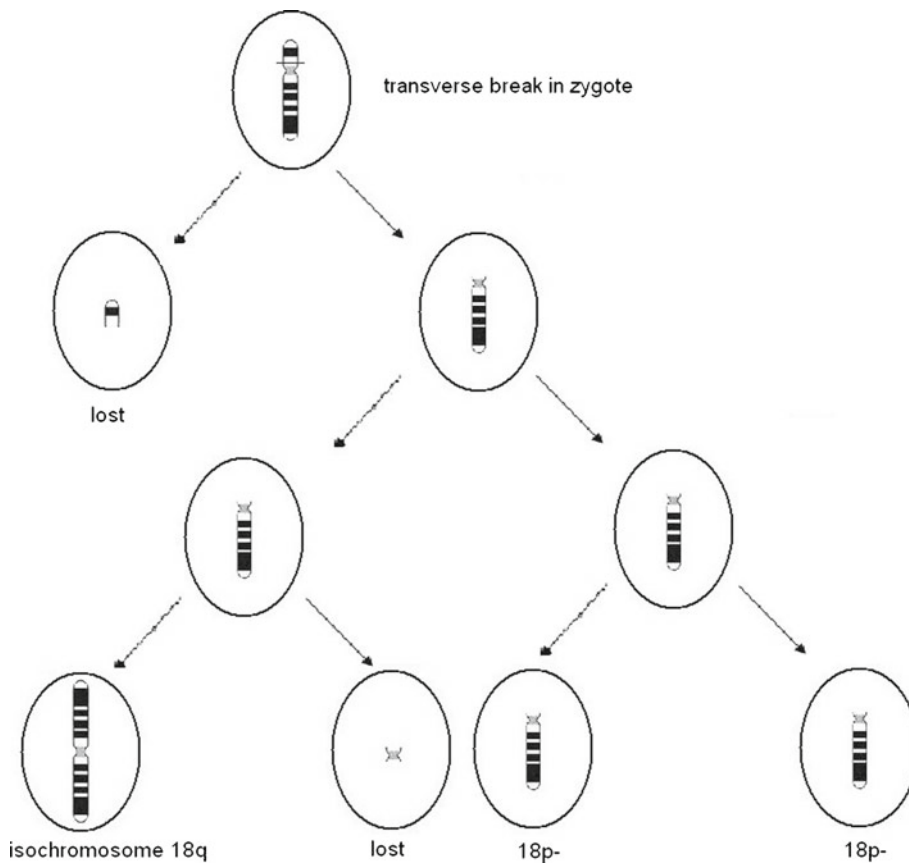 transverse break in zygote
lost
isochromosome 18q
lost
18p-
18p-